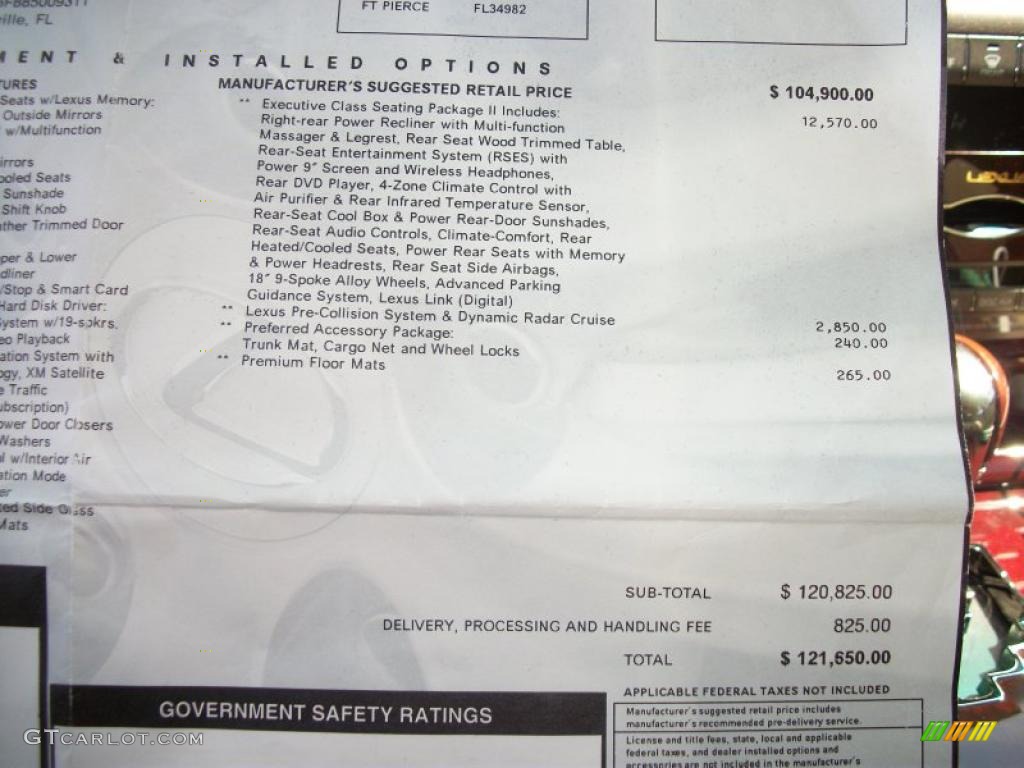 ville, FL
FT PIERCE FL34982
MENT & INSTALLED OPTIONS
MANUFACTURER'S SUGGESTED RETAIL PRICE $ 104,900.00
** Executive Class Seating Package II Includes: 12,570.00
Right-rear Power Recliner with Multi-function
Massager & Legrest, Rear Seat Wood Trimmed Table,
Rear-Seat Entertainment System (RSES) with
Power 9" Screen and Wireless Headphones,
Rear DVD Player, 4-Zone Climate Control with
Air Purifier & Rear Infrared Temperature Sensor,
Rear-Seat Cool Box & Power Rear-Door Sunshades,
Rear-Seat Audio Controls, Climate-Comfort, Rear
Heated/Cooled Seats, Power Rear Seats with Memory
& Power Headrests, Rear Seat Side Airbags,
18" 9-Spoke Alloy Wheels, Advanced Parking
Guidance System, Lexus Link (Digital)
** Lexus Pre-Collision System & Dynamic Radar Cruise 2,850.00
** Preferred Accessory Package: 240.00
Trunk Mat, Cargo Net and Wheel Locks
** Premium Floor Mats 265.00
TURES
Seats w/Lexus Memory:
Outside Mirrors
w/Multifunction
irrors
ooled Seats
Sunshade
Shift Knob
ther Trimmed Door
per & Lower
dliner
/Stop & Smart Card
Hard Disk Driver:
ystem w/19-spkrs.
eo Playback
ation System with
ogy, XM Satellite
e Traffic
ubscription)
ower Door Closers
Washers
l w/Interior Air
ation Mode
er
ted Side Glass
Mats
SUB-TOTAL $ 120,825.00
DELIVERY, PROCESSING AND HANDLING FEE 825.00
TOTAL $ 121,650.00
APPLICABLE FEDERAL TAXES NOT INCLUDED
GOVERNMENT SAFETY RATINGS
Manufacturer's suggested retail price includes
manufacturer's recommended pre-delivery service.
License and title fees, state, local and applicable
federal taxes, and dealer installed options and
accessories are not included in the manufacturer's
LEXUS
GTCARLOT.COM